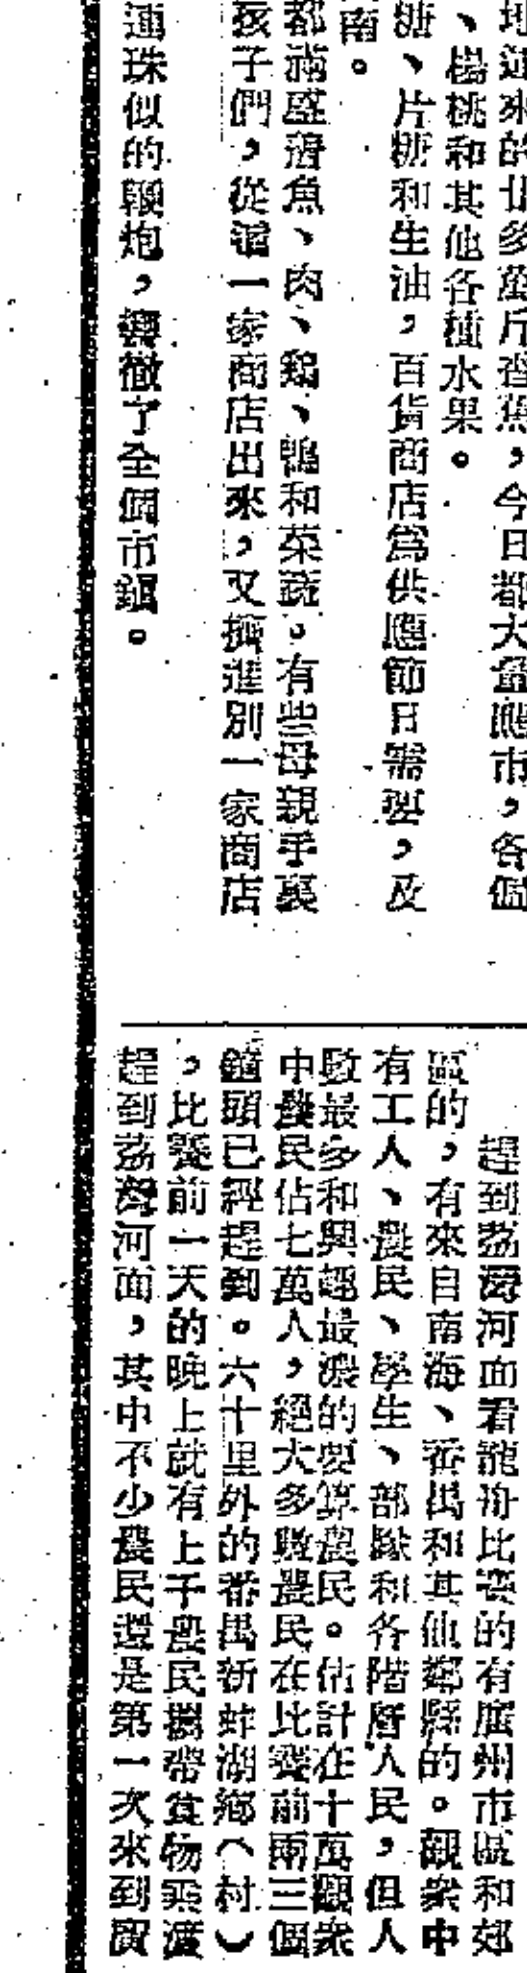 地運來的廿多萬斤香蕉，今日都大量應市，各個
、楊桃和其他各種水果。
糖、片糖和生油，百貨商店為供應節日需要，及
南。
都滿盛着魚、肉、鷄、鴨和菜蔬。有些母親手裏
孩子們，從這一家商店出來，又擠進別一家商店
連珠似的鞭炮，響徹了全個市鎮。
趕到荔灣河面看龍舟比賽的有廣州市區和郊
區的，有來自南海、番禺和其他鄰縣的。觀衆中
有工人、農民、學生、部隊和各階層人民，但人
數最多和興趣最濃的要算農民。估計在十萬觀衆
中農民佔七萬人，絕大多數農民在比賽前兩三個
鐘頭已經趕到。六十里外的番禺新蚌湖鄉（村）
，比賽前一天的晚上就有上千農民攜帶食物乘渡
趕到荔灣河面，其中不少農民還是第一次來到廣